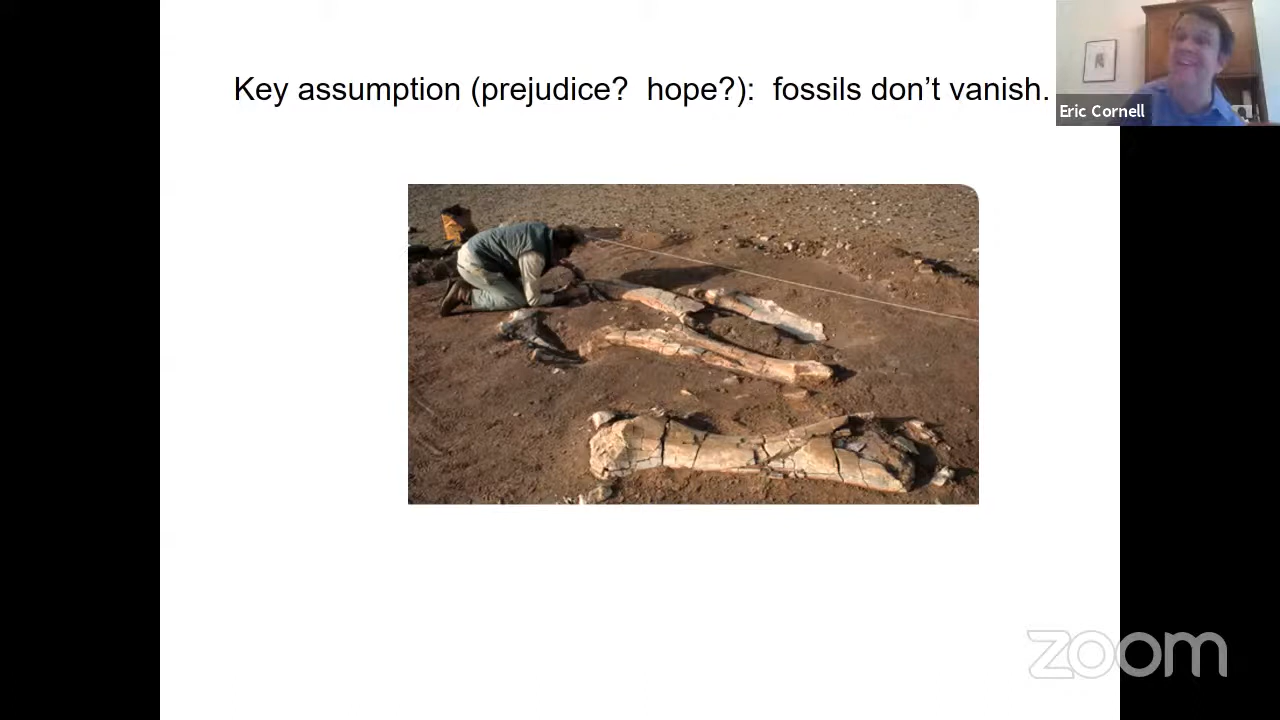 Key assumption (prejudice?  hope?):  fossils don’t vanish.
Eric Cornell
zoom